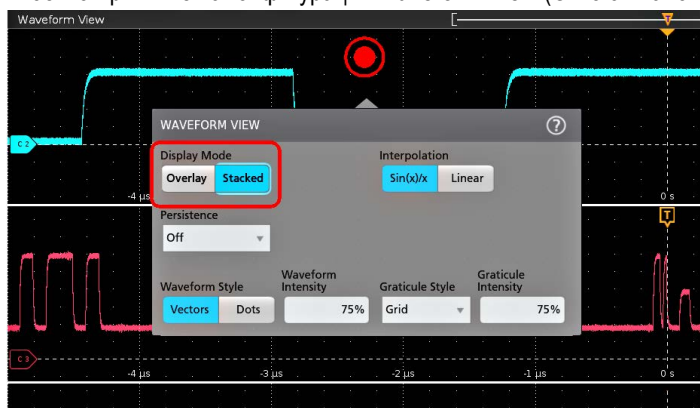 Waveform View
C 2
-4 µs
0 s
WAVEFORM VIEW
?
Display Mode
Overlay
Stacked
Interpolation
Sin(x)/x
Linear
Persistence
Off
Waveform Style
Vectors
Dots
Waveform
Intensity
75%
Graticule Style
Grid
Graticule
Intensity
75%
T
T
C 3
-4 µs
-3 µs
-2 µs
-1 µs
0 s